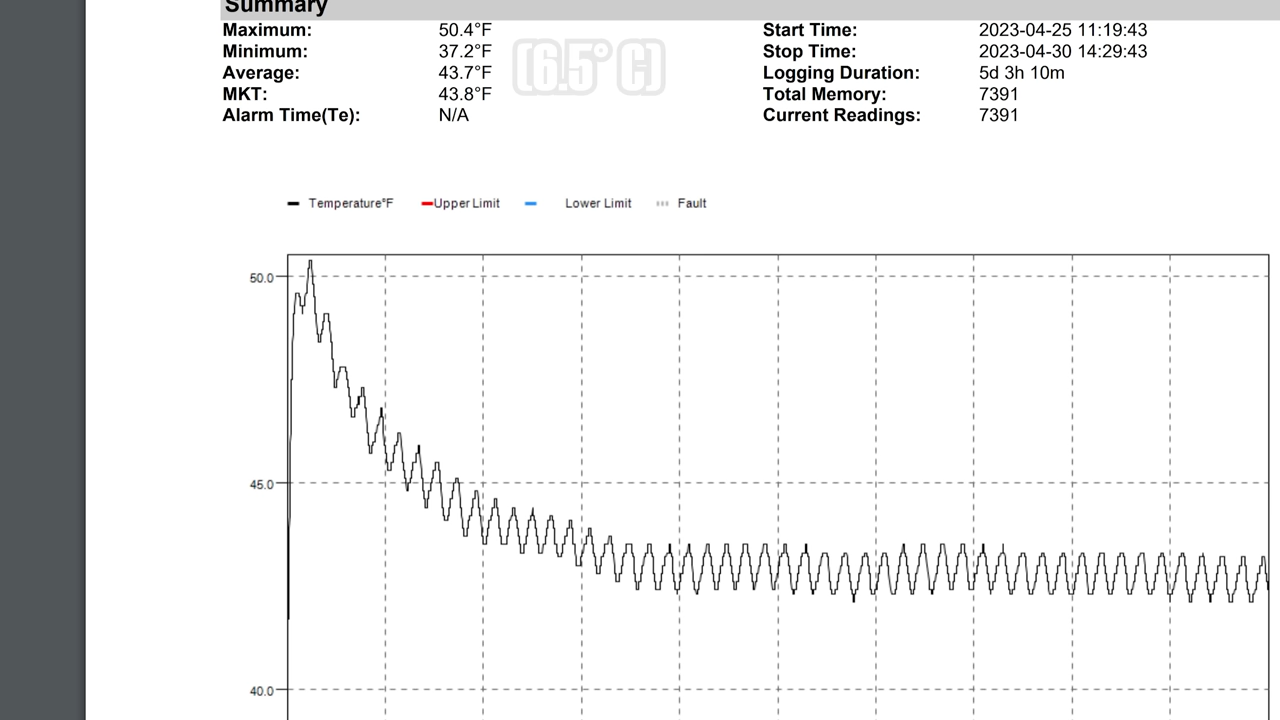 Summary
Maximum: 50.4°F Start Time: 2023-04-25 11:19:43
Minimum: 37.2°F Stop Time: 2023-04-30 14:29:43
(6.5° C)
Average: 43.7°F Logging Duration: 5d 3h 10m
MKT: 43.8°F Total Memory: 7391
Alarm Time(Te): N/A Current Readings: 7391
Temperature°F Upper Limit Lower Limit Fault
50.0
45.0
40.0